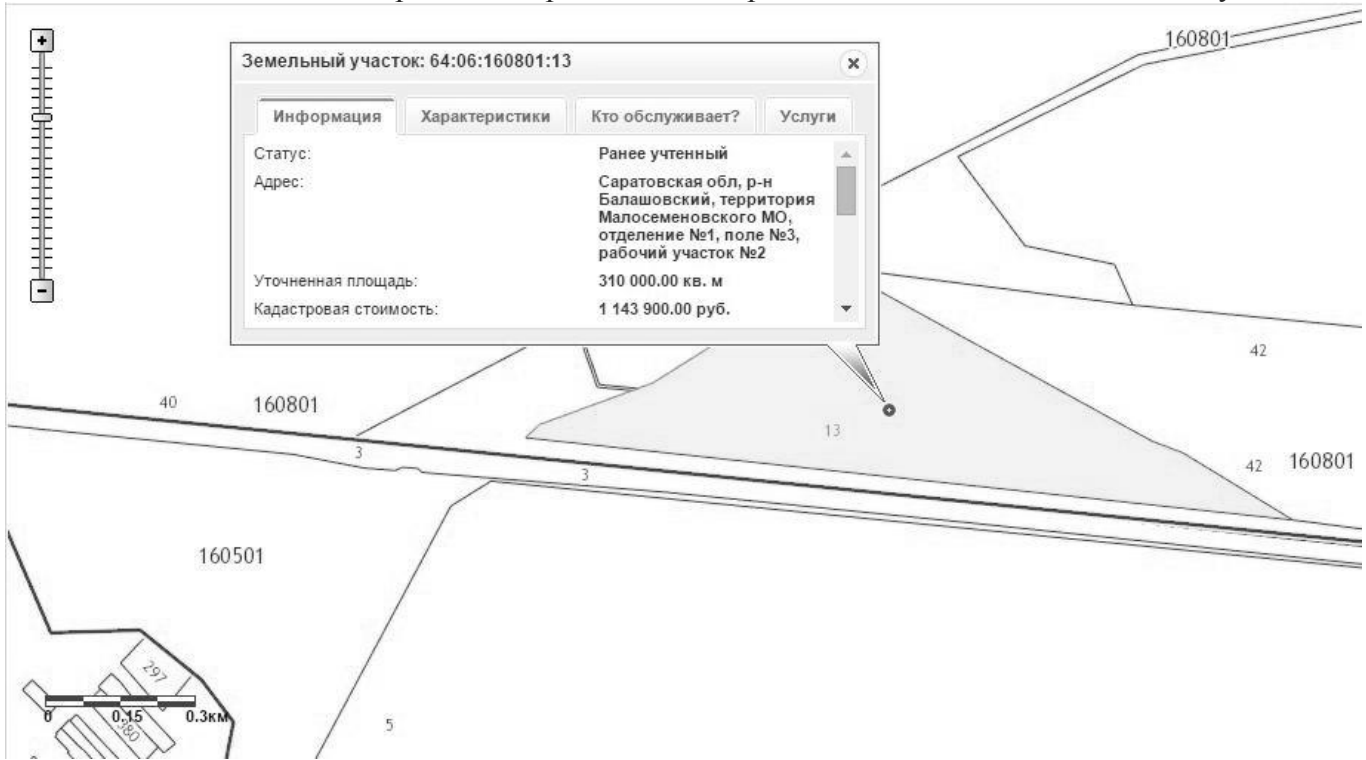 160801
Земельный участок: 64:06:160801:13
Информация Характеристики Кто обслуживает? Услуги
Статус: Ранее учтенный
Адрес: Саратовская обл, р-н
Балашовский, территория
Малосеменовского МО,
отделение №1, поле №3,
рабочий участок №2
Уточненная площадь: 310 000.00 кв. м
Кадастровая стоимость: 1 143 900.00 руб.
42
40 160801
13
3
3
42 160801
160501
297
0 0.15 0.3км
380
5